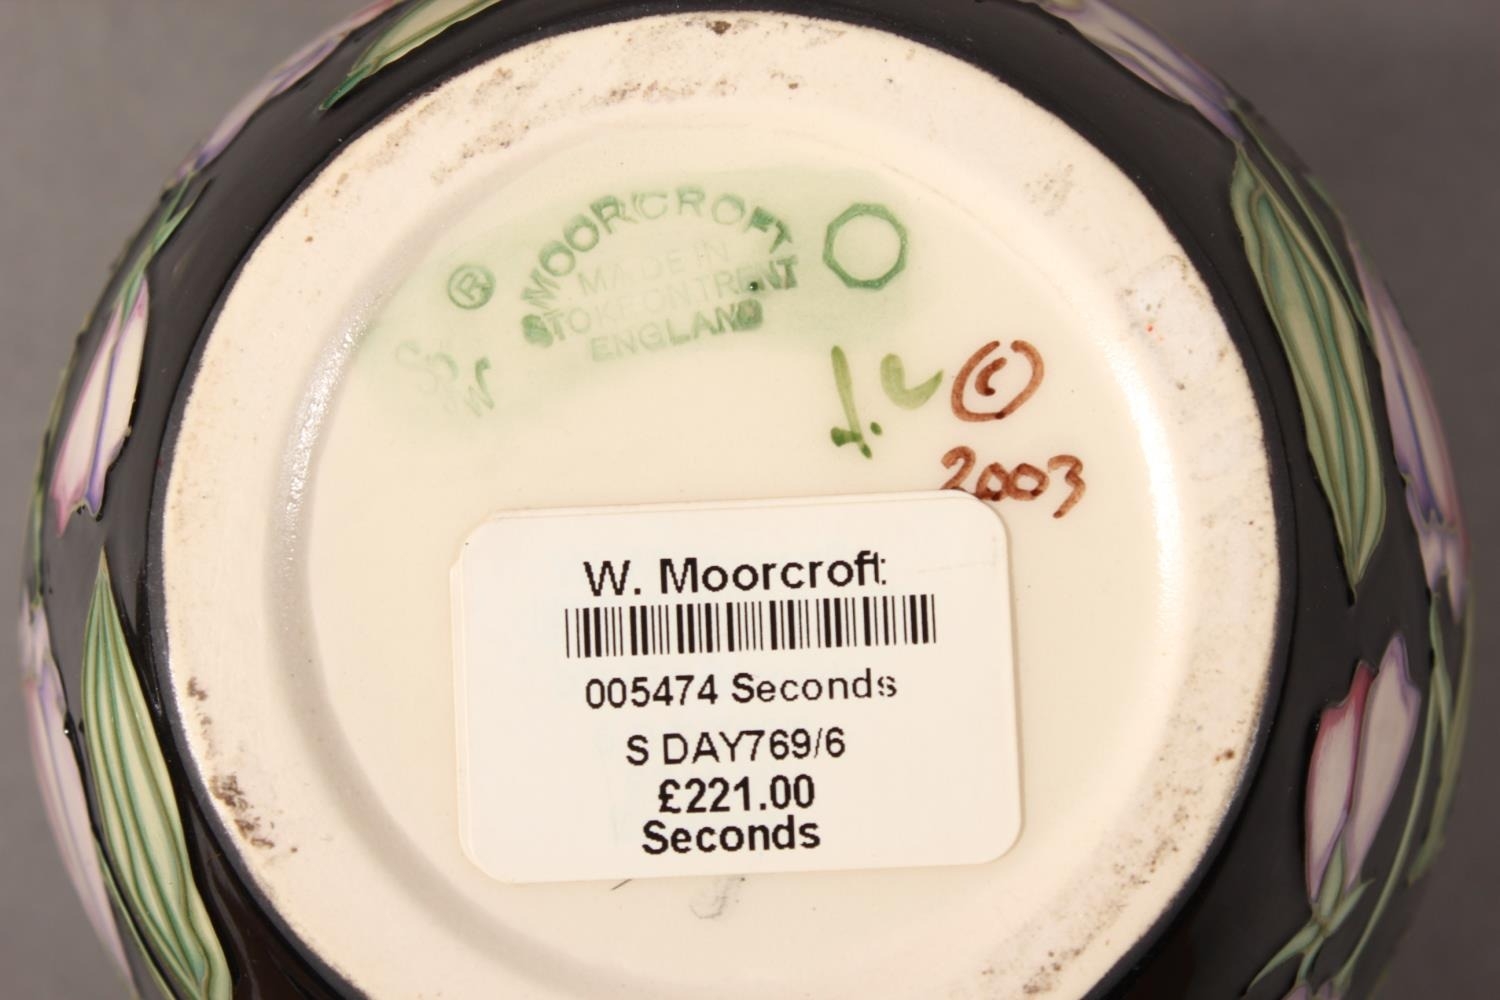 MOORCROFT
MADE IN
STOKE ON TRENT
ENGLAND
®
©
2003
W. Moorcroft
005474 Seconds
S DAY769/6
£221.00
Seconds